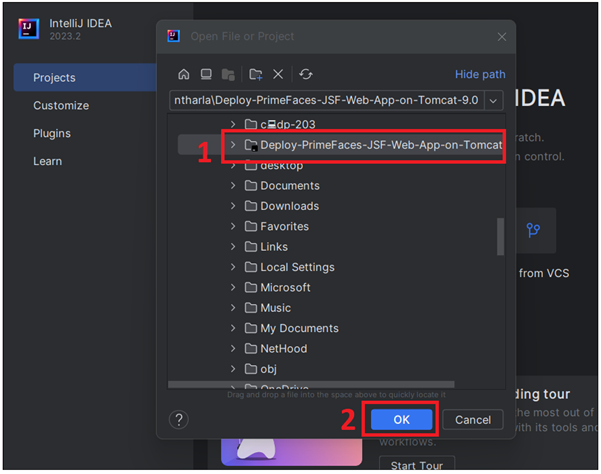 IntelliJ IDEA
2023.2
Projects
Customize
Plugins
Learn
Open File or Project
Hide path
ntharla\Deploy-PrimeFaces-JSF-Web-App-on-Tomcat-9.0
dp-203
1
Deploy-PrimeFaces-JSF-Web-App-on-Tomcat
desktop
Documents
Downloads
Favorites
Links
Local Settings
Microsoft
Music
My Documents
NetHood
obj
OneDrive
Drag and drop a file into the space above to quickly locate it
2
?
OK
Cancel
IDEA
ratch.
n control.
from VCS
ding tour
the most out of
with its tools and
workflows.
Start Tour